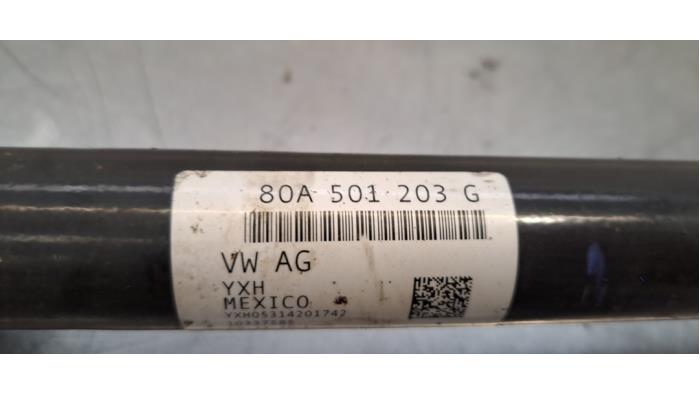 80A 501 203 G
VW AG
YXH
MEXICO
YXH05314201742